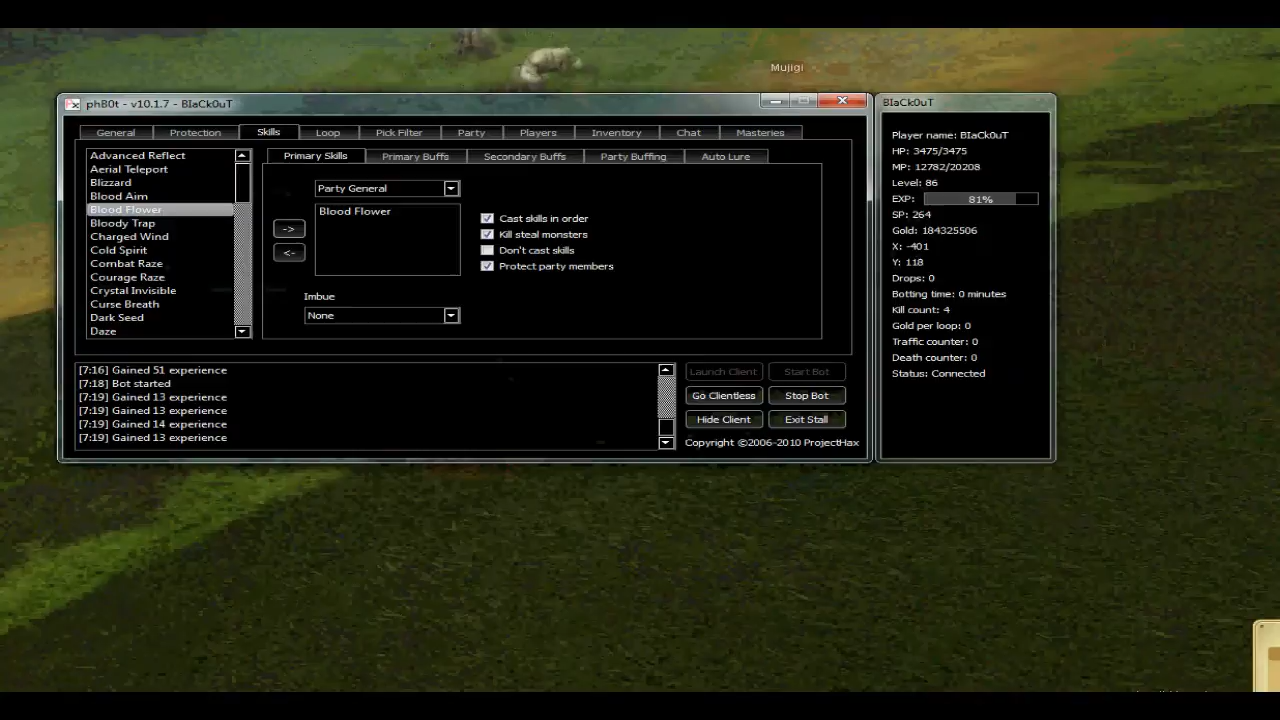 Mujigi
phB0t - v10.1.7 - BIaCk0uT
General Protection Skills Loop Pick Filter Party Players Inventory Chat Masteries
Advanced Reflect
Aerial Teleport
Blizzard
Blood Aim
Blood Flower
Bloody Trap
Charged Wind
Cold Spirit
Combat Raze
Courage Raze
Crystal Invisible
Curse Breath
Dark Seed
Daze
Primary Skills Primary Buffs Secondary Buffs Party Buffing Auto Lure
Party General
Blood Flower
->
<-
Cast skills in order
Kill steal monsters
Don't cast skills
Protect party members
Imbue
None
[7:16] Gained 51 experience
[7:18] Bot started
[7:19] Gained 13 experience
[7:19] Gained 13 experience
[7:19] Gained 14 experience
[7:19] Gained 13 experience
Launch Client Start Bot
Go Clientless Stop Bot
Hide Client Exit Stall
Copyright ©2006-2010 ProjectHax
BIaCk0uT
Player name: BIaCk0uT
HP: 3475/3475
MP: 12782/20208
Level: 86
EXP: 81%
SP: 264
Gold: 184325506
X: -401
Y: 118
Drops: 0
Botting time: 0 minutes
Kill count: 4
Gold per loop: 0
Traffic counter: 0
Death counter: 0
Status: Connected